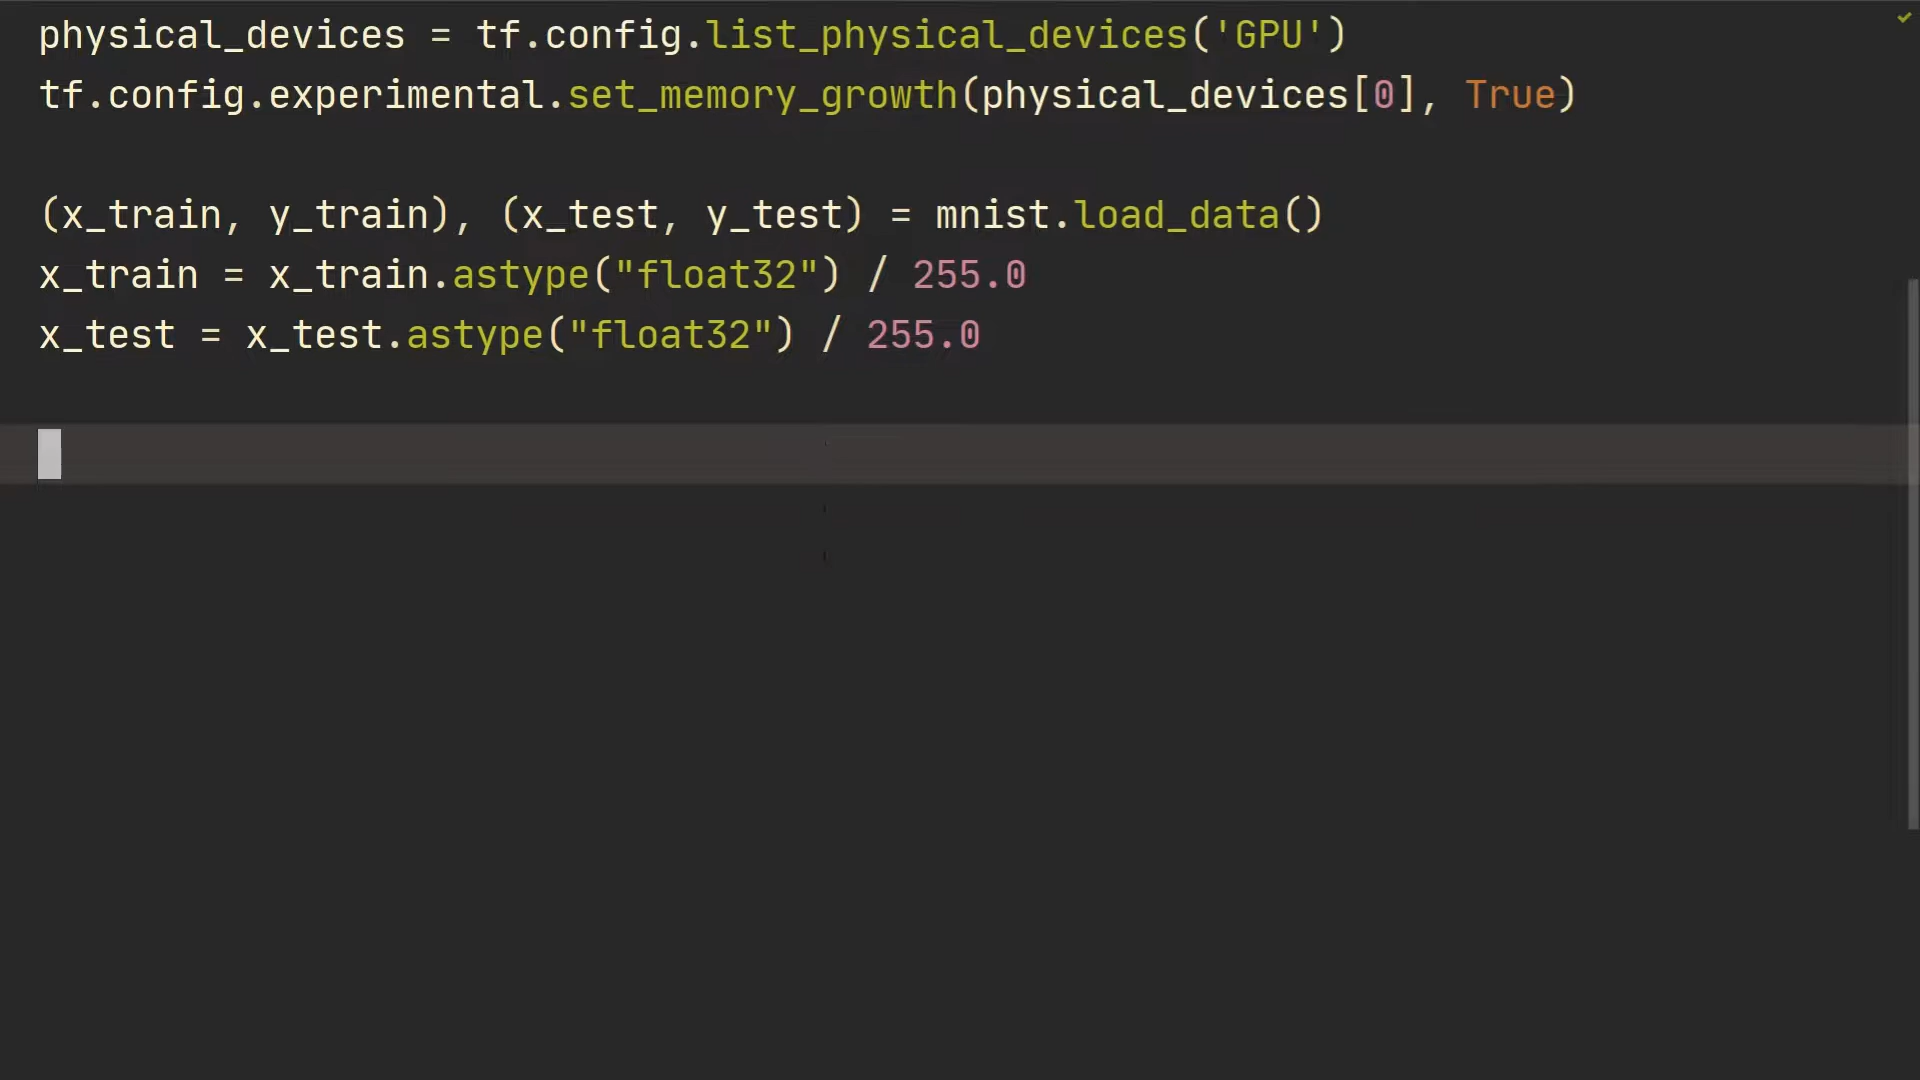 physical_devices = tf.config.list_physical_devices('GPU')
tf.config.experimental.set_memory_growth(physical_devices[0], True)
(x_train, y_train), (x_test, y_test) = mnist.load_data()
x_train = x_train.astype("float32") / 255.0
x_test = x_test.astype("float32") / 255.0